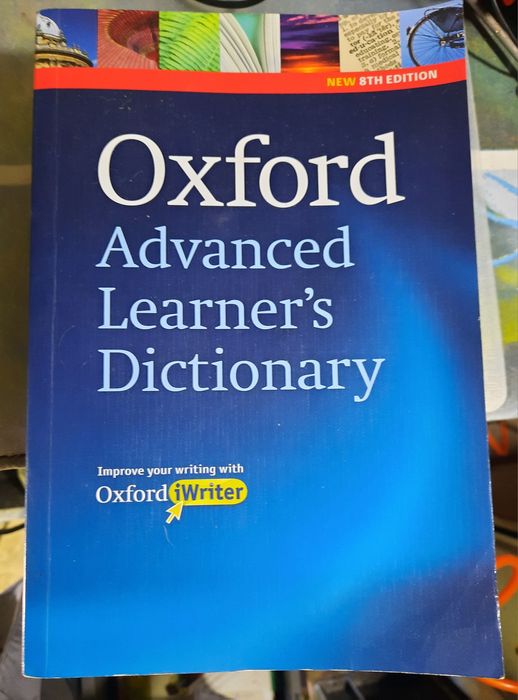 NEW 8TH EDITION
Oxford
Advanced
Learner's
Dictionary
Improve your writing with
Oxford iWriter